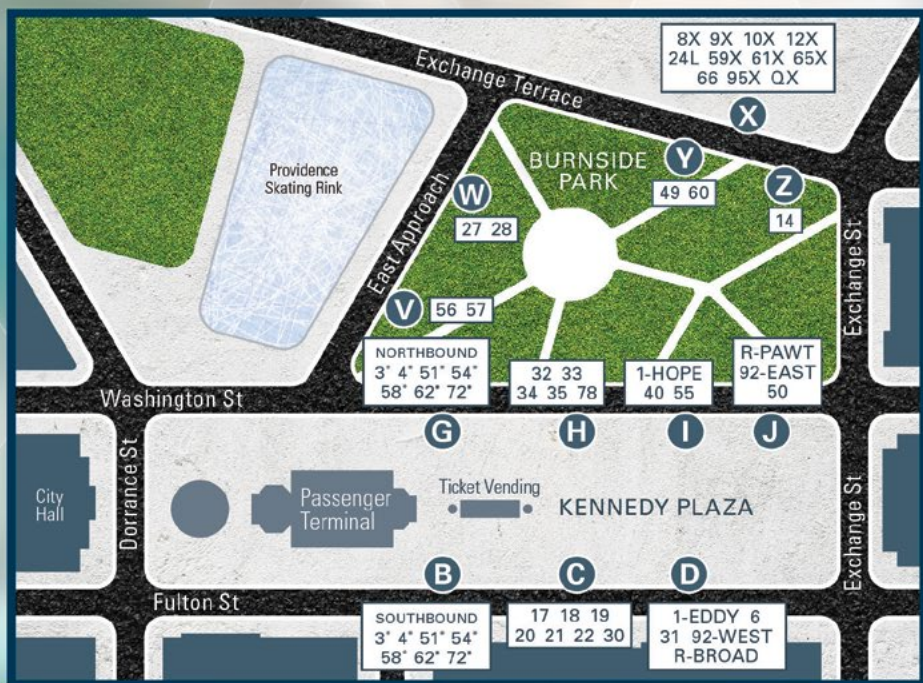 8X 9X 10X 12X
24L 59X 61X 65X
66 95X QX
X
Exchange Terrace
Providence
Skating Rink
BURNSIDE
PARK
Y
49 60
Z
14
W
27 28
East Approach
Exchange St
V
56 57
NORTHBOUND
3* 4* 51* 54*
58* 62* 72*
32 33
34 35 78
1-HOPE
40 55
R-PAWT
92-EAST
50
Washington St
G
H
I
J
City
Hall
Dorrance St
Passenger
Terminal
Ticket Vending
KENNEDY PLAZA
Exchange St
B
C
D
Fulton St
SOUTHBOUND
3* 4* 51* 54*
58* 62* 72*
17 18 19
20 21 22 30
1-EDDY 6
31 92-WEST
R-BROAD